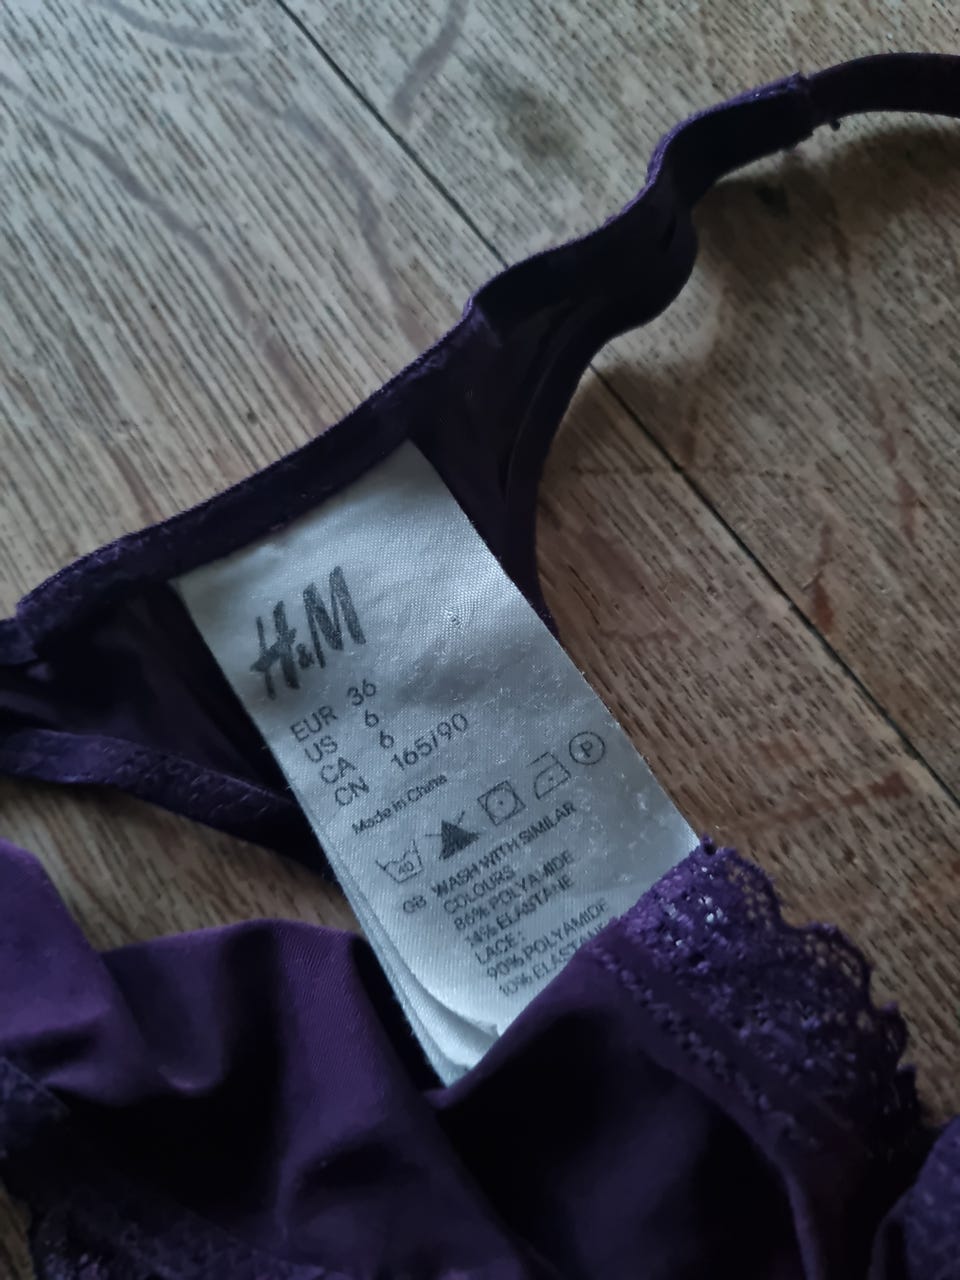 H&M
EUR 36
US 6
CA 6
CN 165/90
Made in China
40 P
GB WASH WITH SIMILAR
COLOURS.
86% POLYAMIDE
14% ELASTANE
LACE:
90% POLYAMIDE
10% ELASTANE